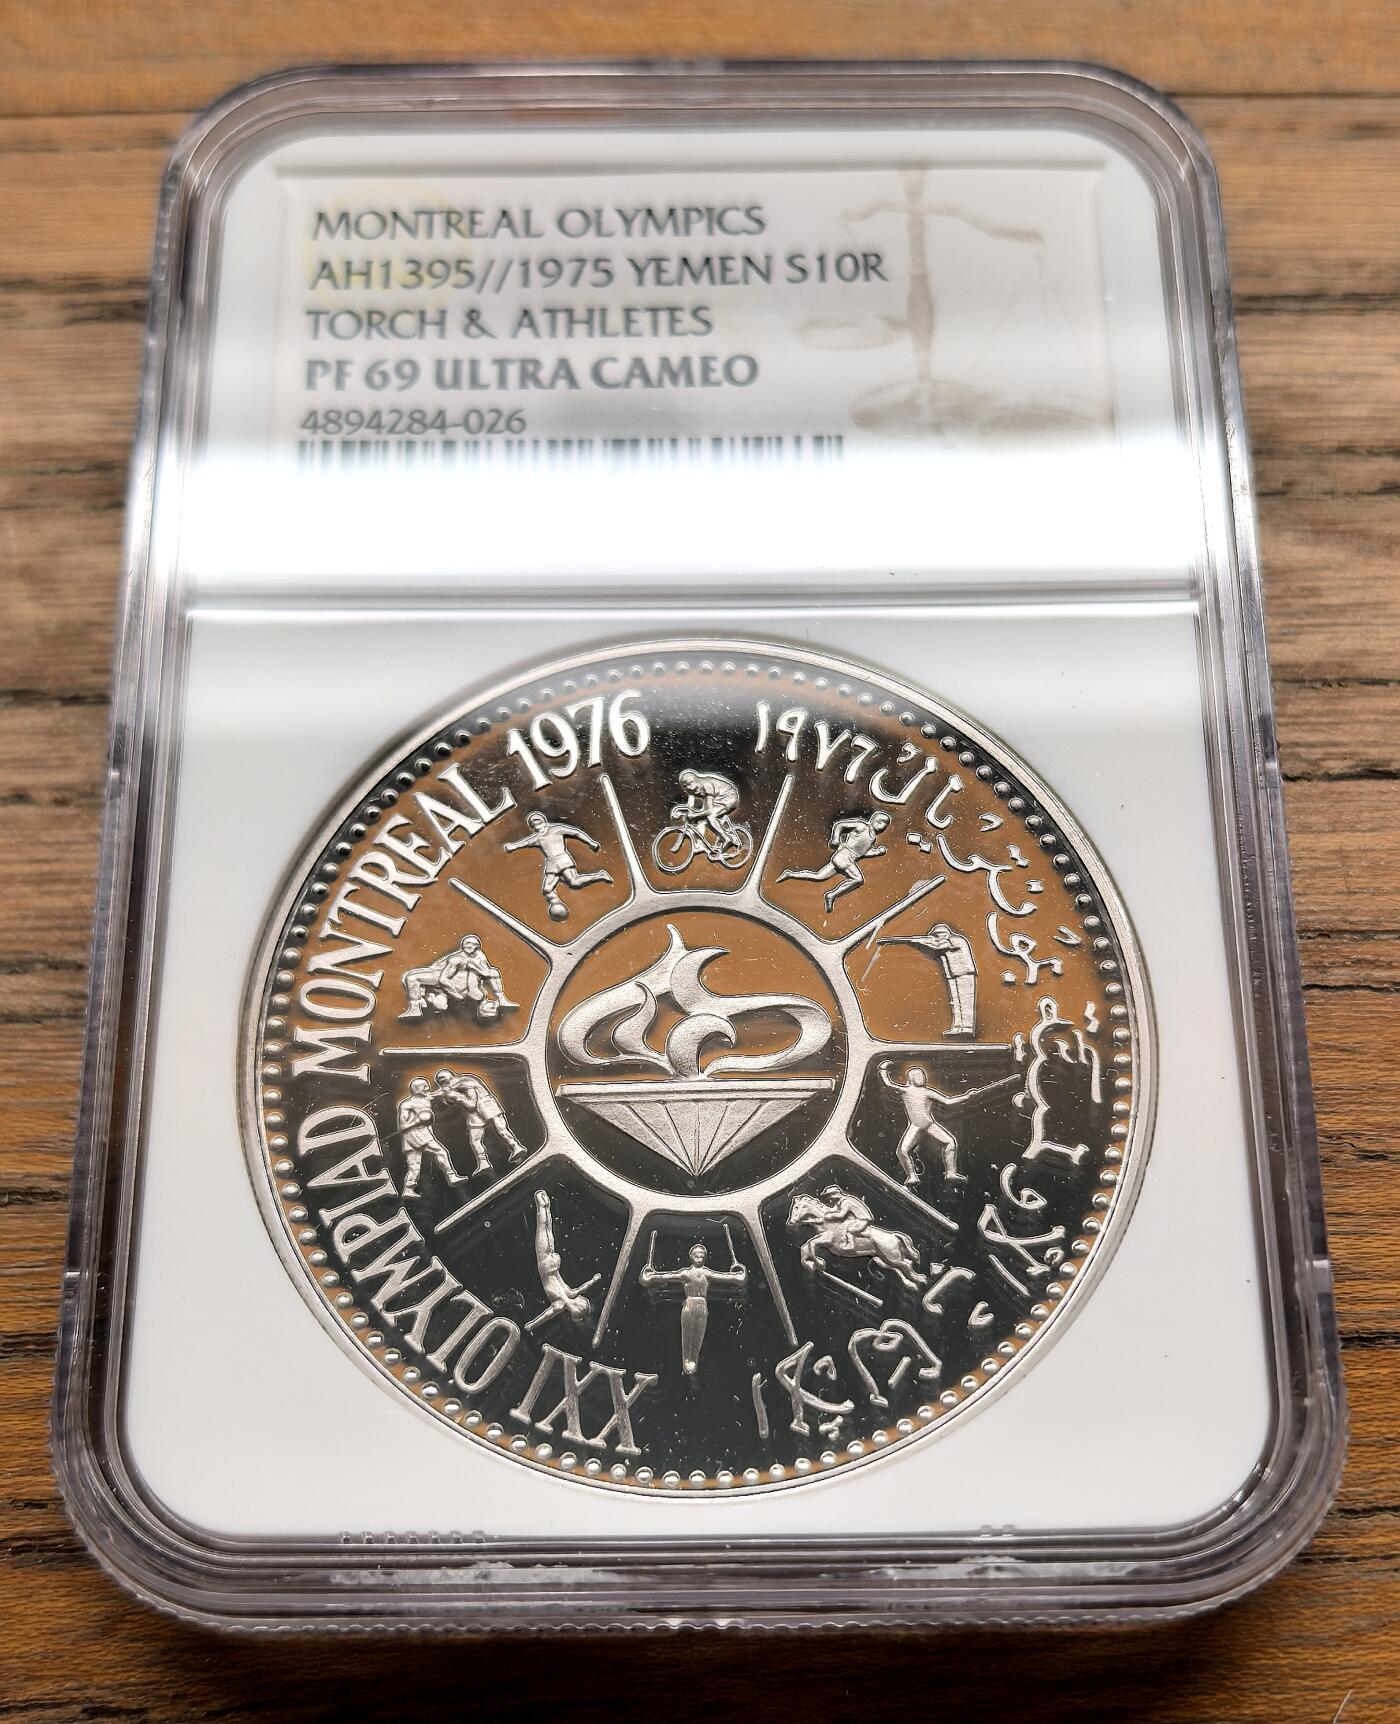 MONTREAL OLYMPICS
AH1395//1975 YEMEN S10R
TORCH & ATHLETES
PF 69 ULTRA CAMEO
4894284-026
XXI OLYMPIAD MONTREAL 1976
١٩٧٦